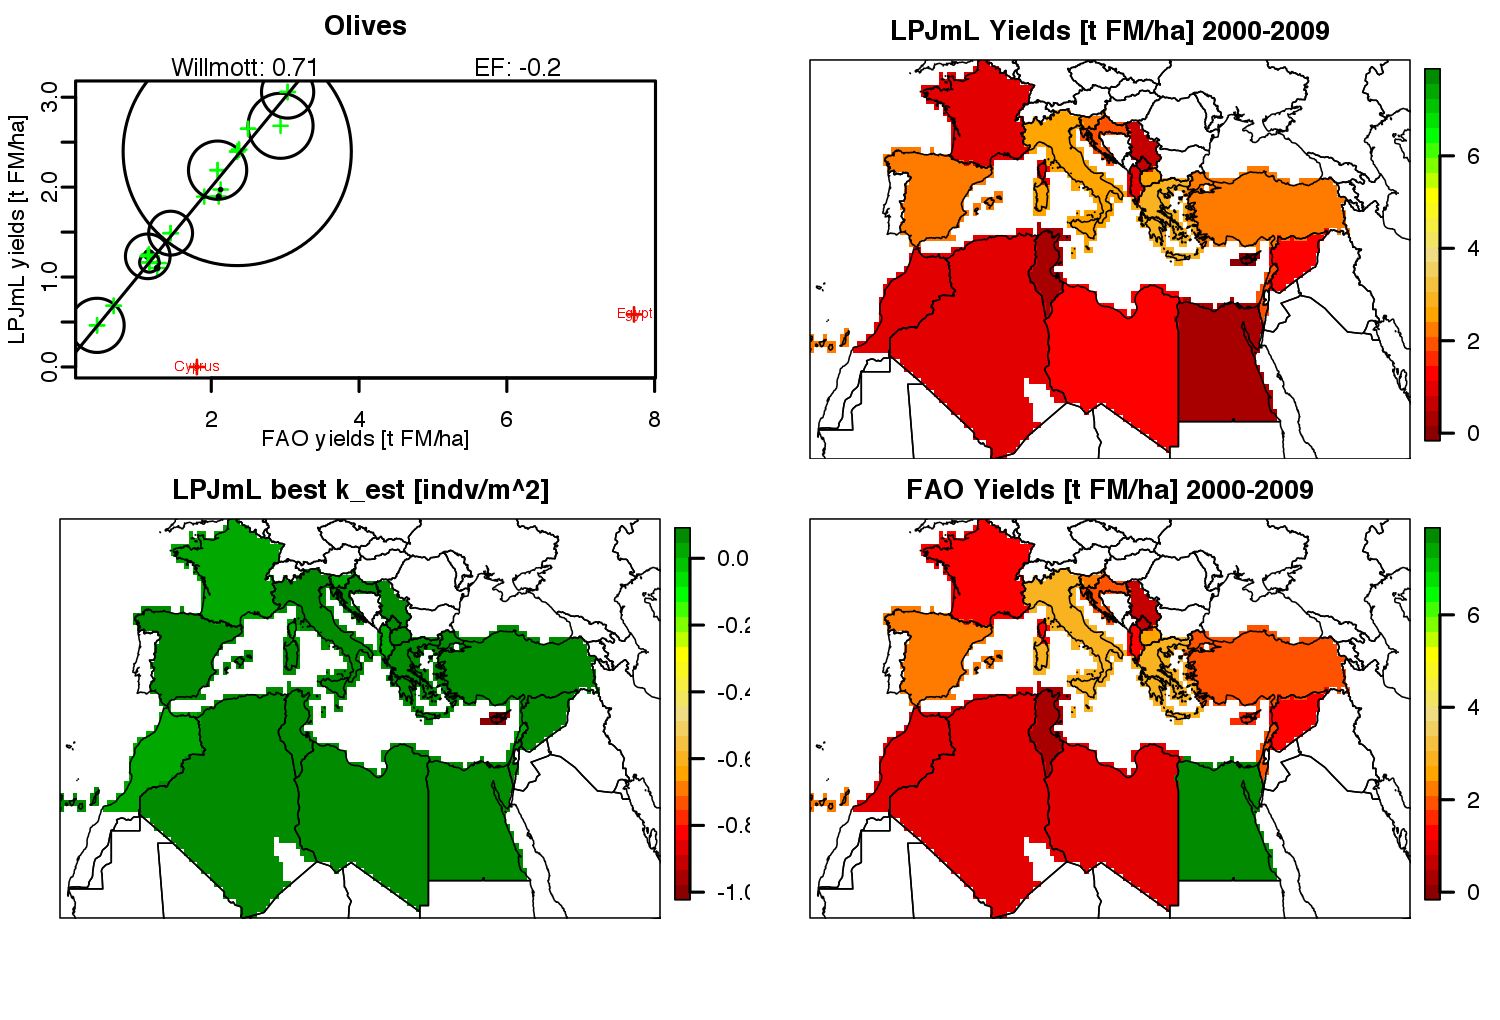 Olives
Willmott: 0.71 EF: -0.2
LPJmL yields [t FM/ha]
3.0
2.0
1.0
0.0
Egypt
Cyprus
2 4 6 8
FAO yields [t FM/ha]
LPJmL Yields [t FM/ha] 2000-2009
6
4
2
0
LPJmL best k_est [indv/m^2]
0.0
-0.2
-0.4
-0.6
-0.8
-1.0
FAO Yields [t FM/ha] 2000-2009
6
4
2
0